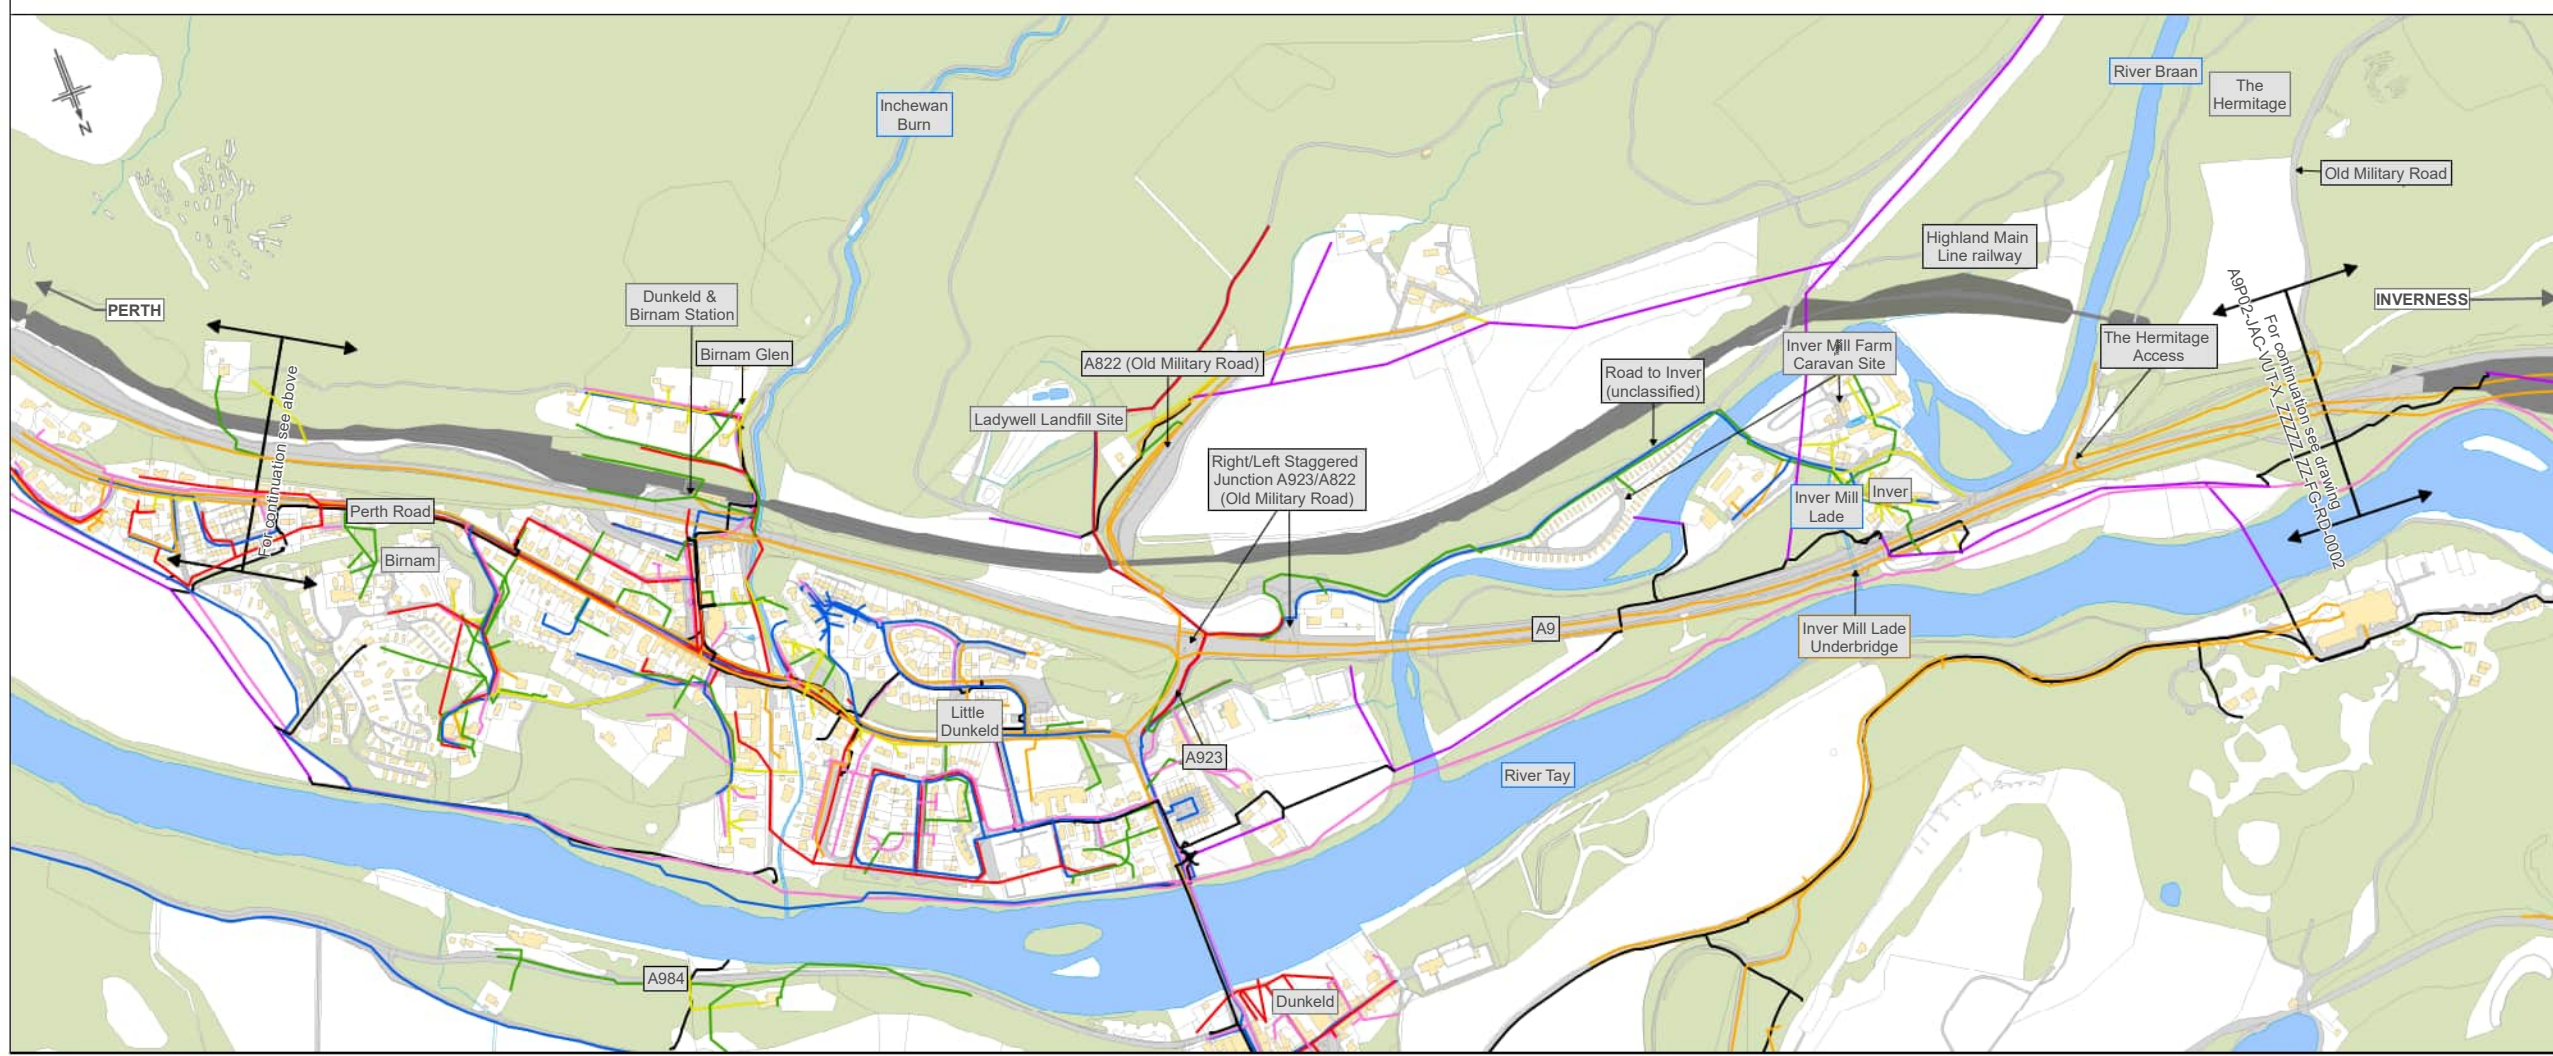 River Braan
The
Hermitage
Inchewan
Burn
N
Old Military Road
Highland Main
Line railway
PERTH
Dunkeld &
Birnam Station
INVERNESS
Birnam Glen
A822 (Old Military Road)
Inver Mill Farm
Caravan Site
The Hermitage
Access
Road to Inver
(unclassified)
Ladywell Landfill Site
For continuation see above
For continuation see drawing
A9P02-JAC-VUT-X_ZZZZZ_ZZ-FG-RD-0002
Right/Left Staggered
Junction A923/A822
(Old Military Road)
Perth Road
Inver Mill
Lade
Inver
Birnam
A9
Inver Mill Lade
Underbridge
Little
Dunkeld
A923
River Tay
A984
Dunkeld